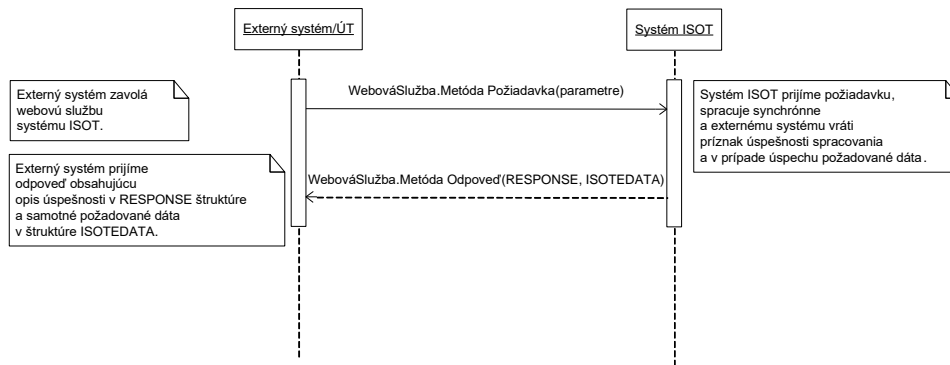 Externý systém/ÚT
Systém ISOT
Externý systém zavolá
webovú službu
systému ISOT.
WebováSlužba.Metóda Požiadavka(parametre)
Systém ISOT prijíme požiadavku,
spracuje synchrónne
a externému systému vráti
príznak úspešnosti spracovania
a v prípade úspechu požadované dáta.
Externý systém prijíme
odpoveď obsahujúcu
opis úspešnosti v RESPONSE štruktúre
a samotné požadované dáta
v štruktúre ISOTEDATA.
WebováSlužba.Metóda Odpoveď(RESPONSE, ISOTEDATA)